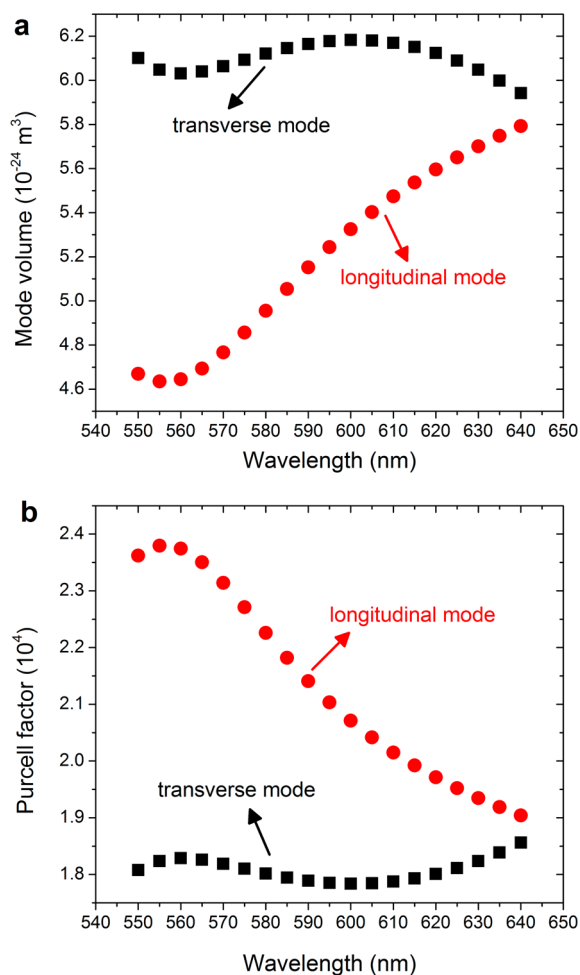 a
Mode volume (10⁻²⁴ m³)
6.2
6.0
5.8
5.6
5.4
5.2
5.0
4.8
4.6
transverse mode
longitudinal mode
540 550 560 570 580 590 600 610 620 630 640 650
Wavelength (nm)
b
Purcell factor (10⁴)
2.4
2.3
2.2
2.1
2.0
1.9
1.8
longitudinal mode
transverse mode
540 550 560 570 580 590 600 610 620 630 640 650
Wavelength (nm)